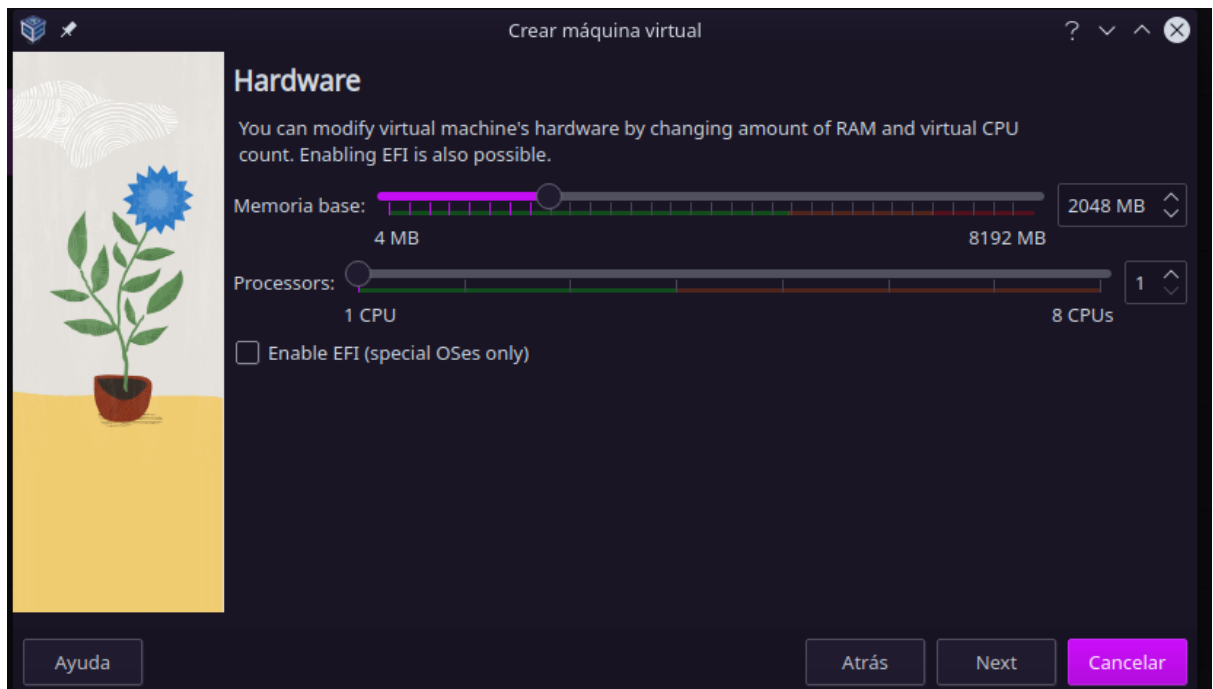 Crear máquina virtual
Hardware
You can modify virtual machine's hardware by changing amount of RAM and virtual CPU
count. Enabling EFI is also possible.
Memoria base:
2048 MB
4 MB
8192 MB
Processors:
1
1 CPU
8 CPUs
Enable EFI (special OSes only)
Ayuda
Atrás
Next
Cancelar